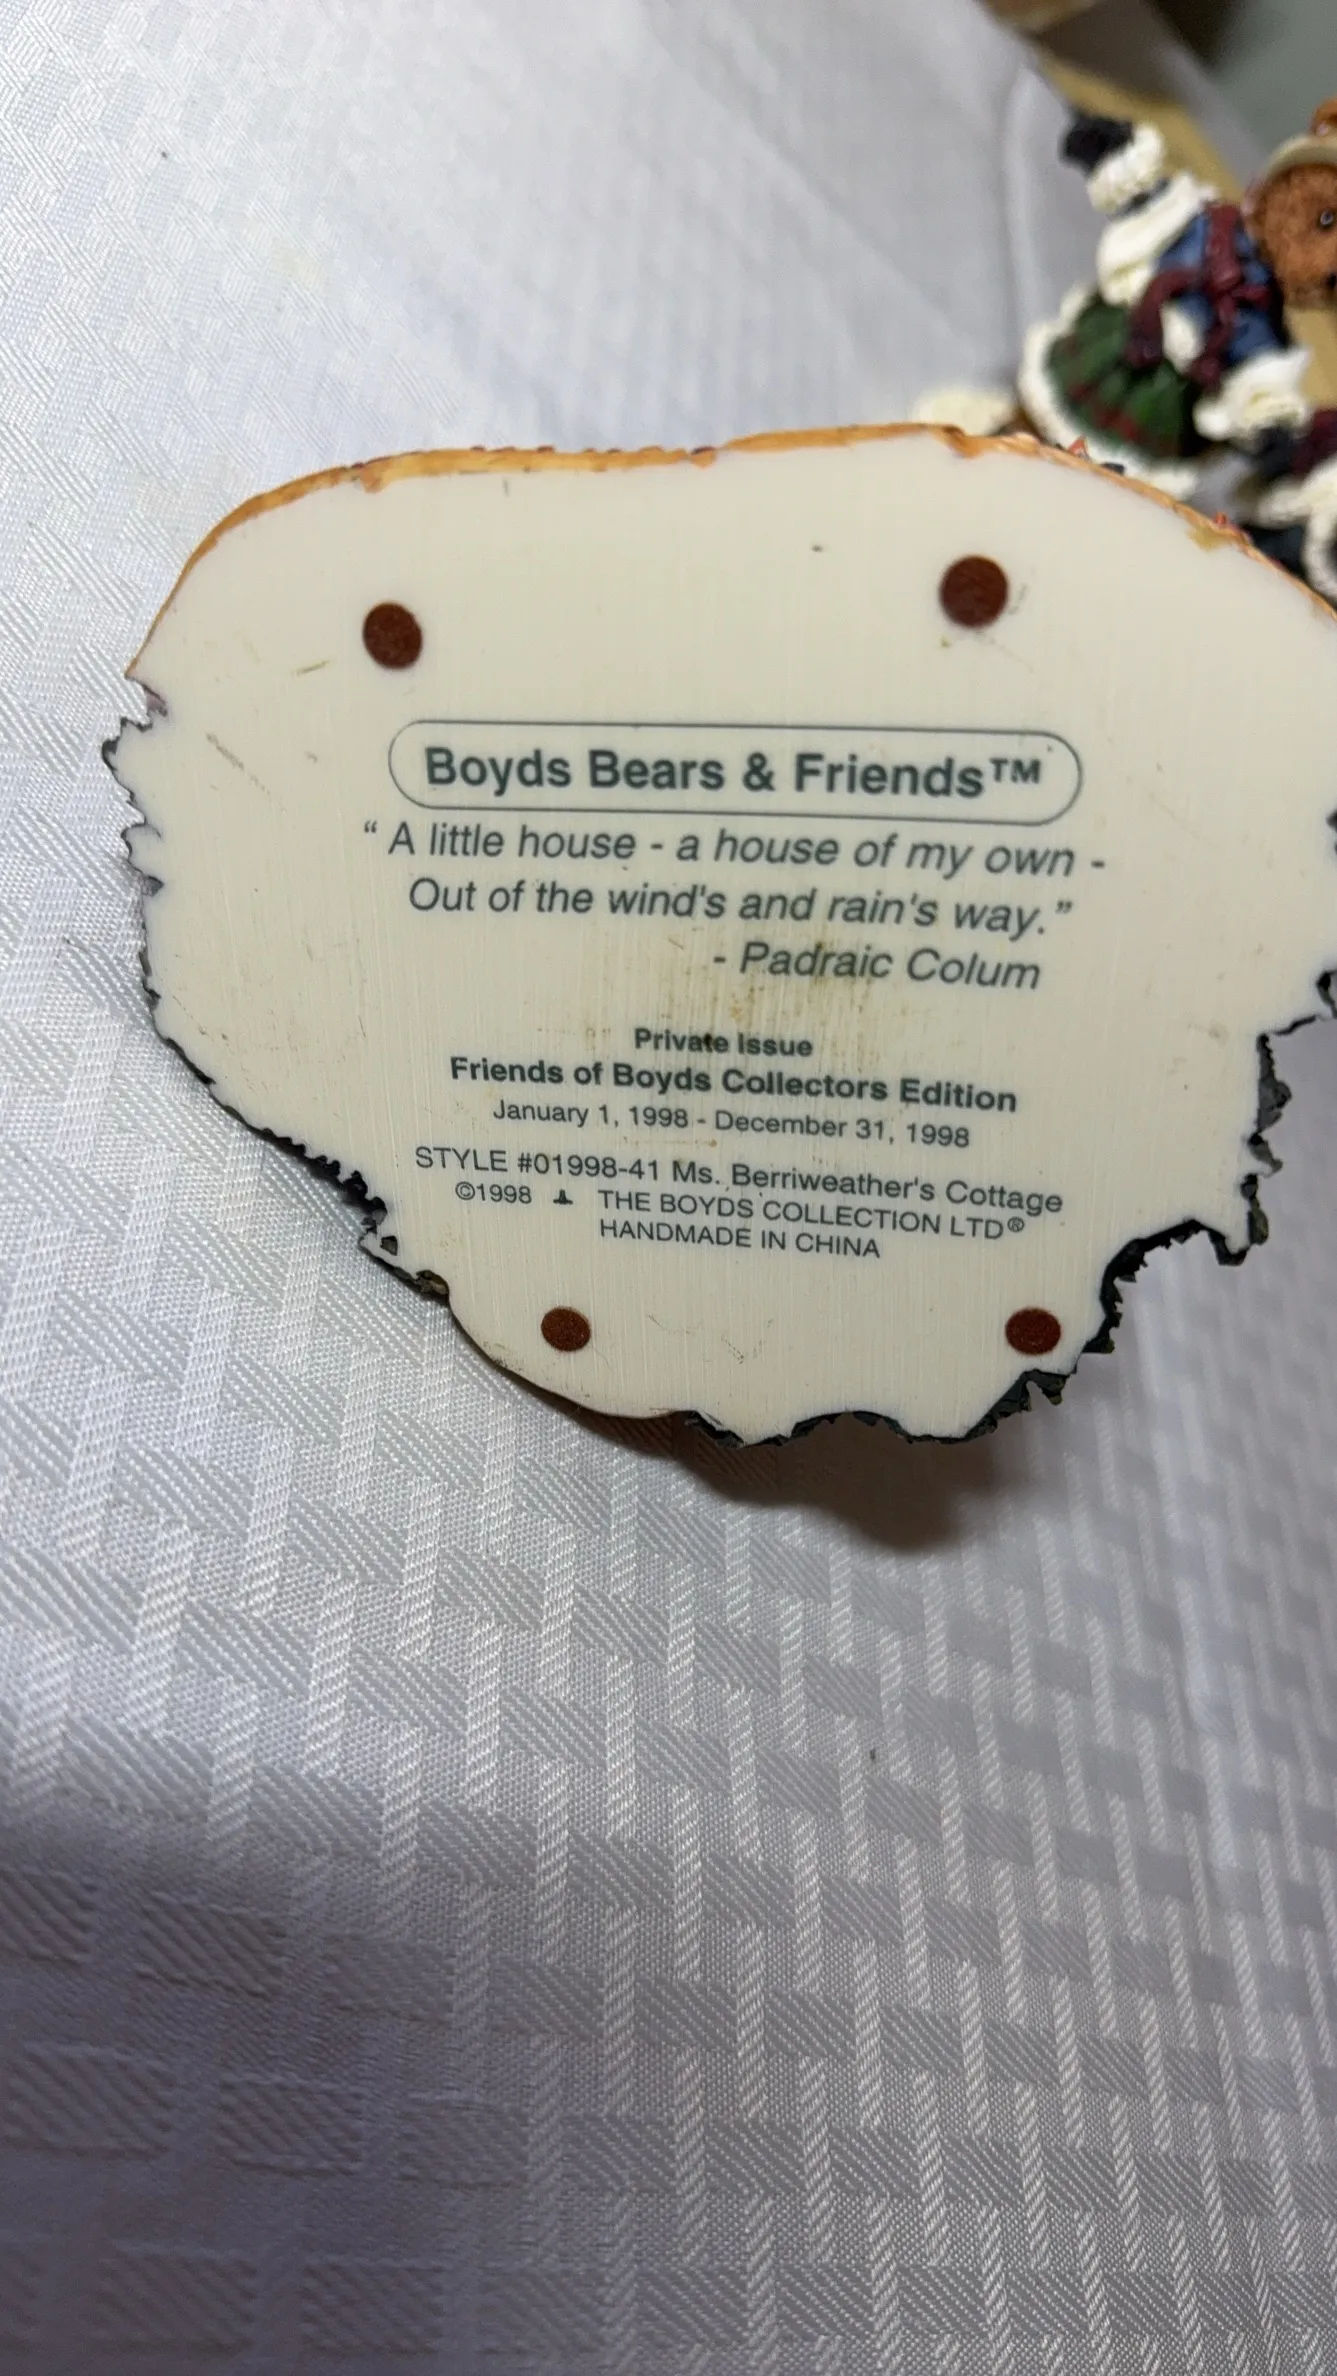 Boyds Bears & Friends™
“ A little house - a house of my own -
Out of the wind's and rain's way.”
- Padraic Colum
Private Issue
Friends of Boyds Collectors Edition
January 1, 1998 - December 31, 1998
STYLE #01998-41 Ms. Berriweather's Cottage
©1998 THE BOYDS COLLECTION LTD®
HANDMADE IN CHINA